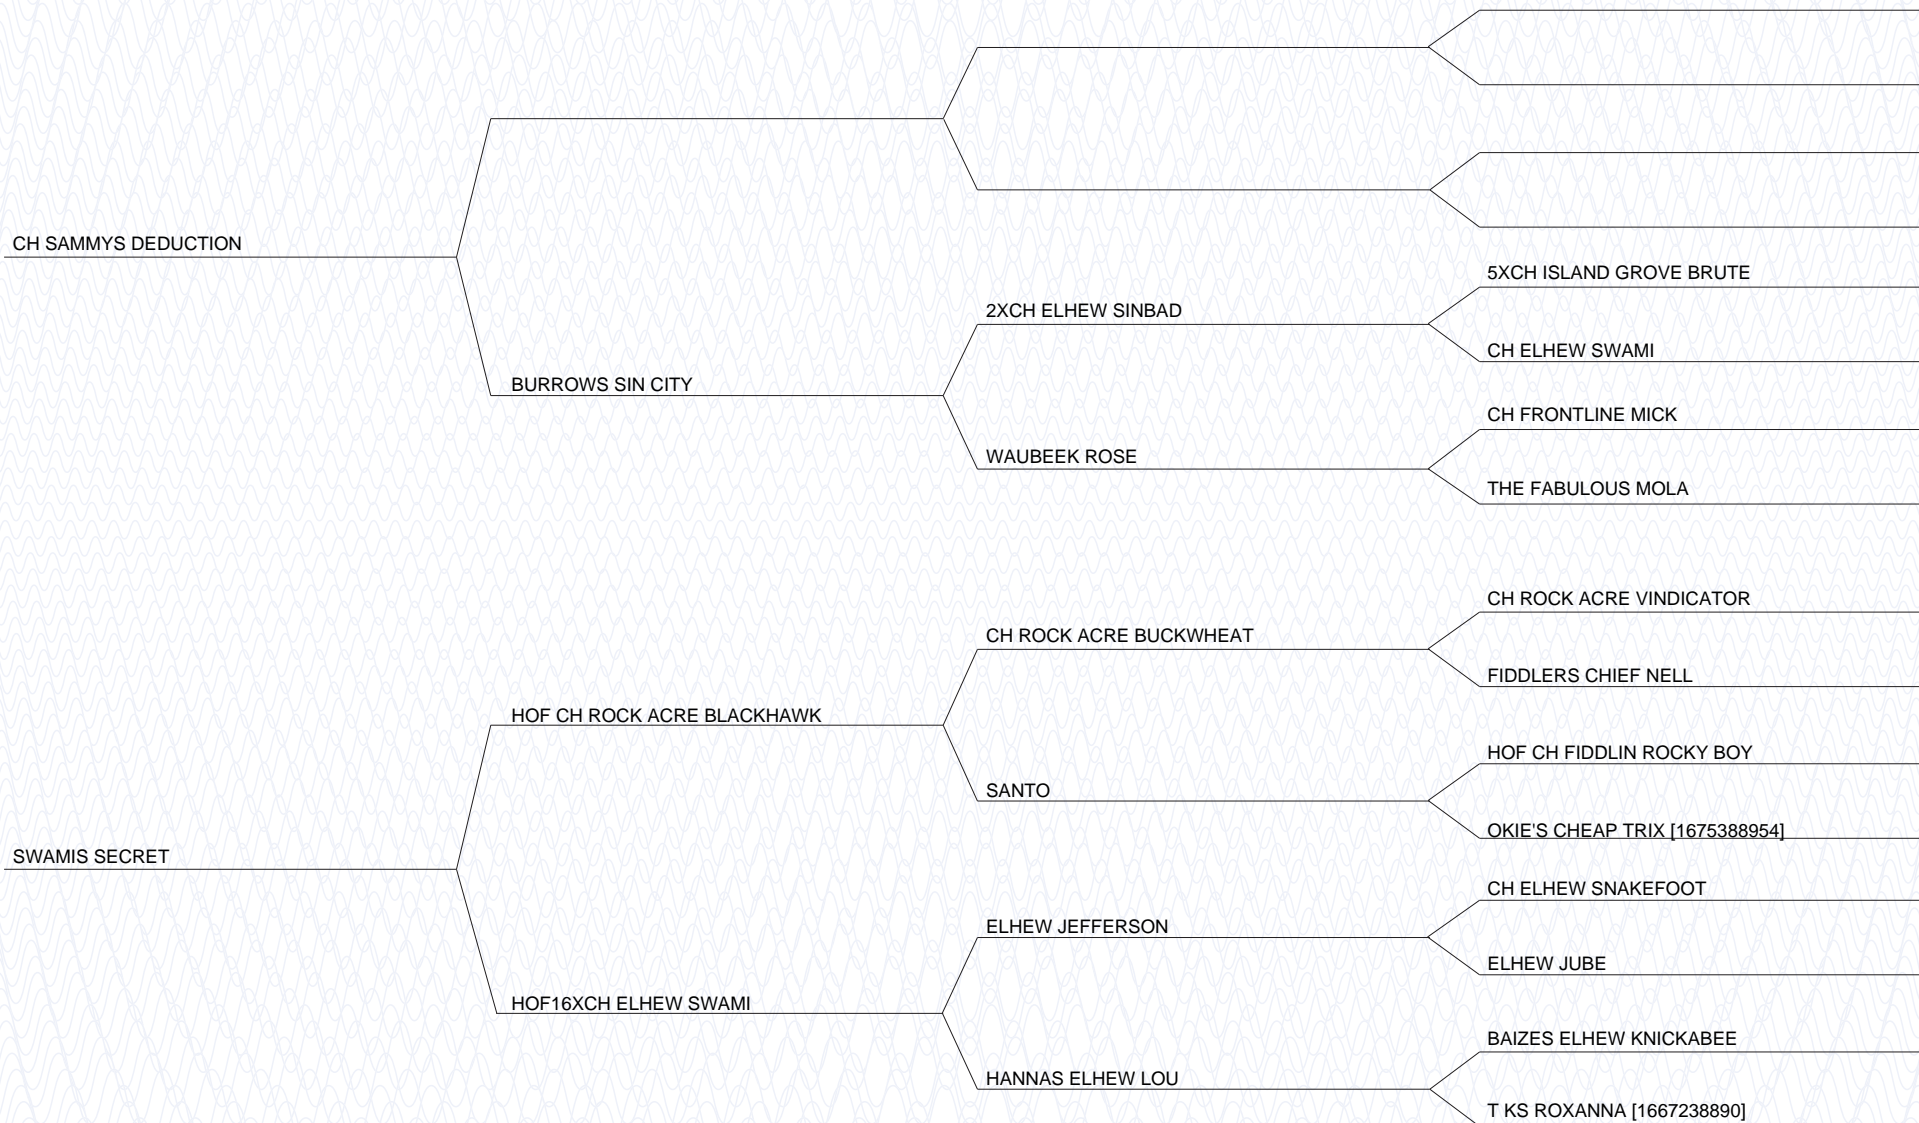 CH SAMMYS DEDUCTION
BURROWS SIN CITY
2XCH ELHEW SINBAD
5XCH ISLAND GROVE BRUTE
CH ELHEW SWAMI
WAUBEEK ROSE
CH FRONTLINE MICK
THE FABULOUS MOLA
SWAMIS SECRET
HOF CH ROCK ACRE BLACKHAWK
CH ROCK ACRE BUCKWHEAT
CH ROCK ACRE VINDICATOR
FIDDLERS CHIEF NELL
SANTO
HOF CH FIDDLIN ROCKY BOY
OKIE'S CHEAP TRIX [1675388954]
HOF16XCH ELHEW SWAMI
ELHEW JEFFERSON
CH ELHEW SNAKEFOOT
ELHEW JUBE
HANNAS ELHEW LOU
BAIZES ELHEW KNICKABEE
T KS ROXANNA [1667238890]